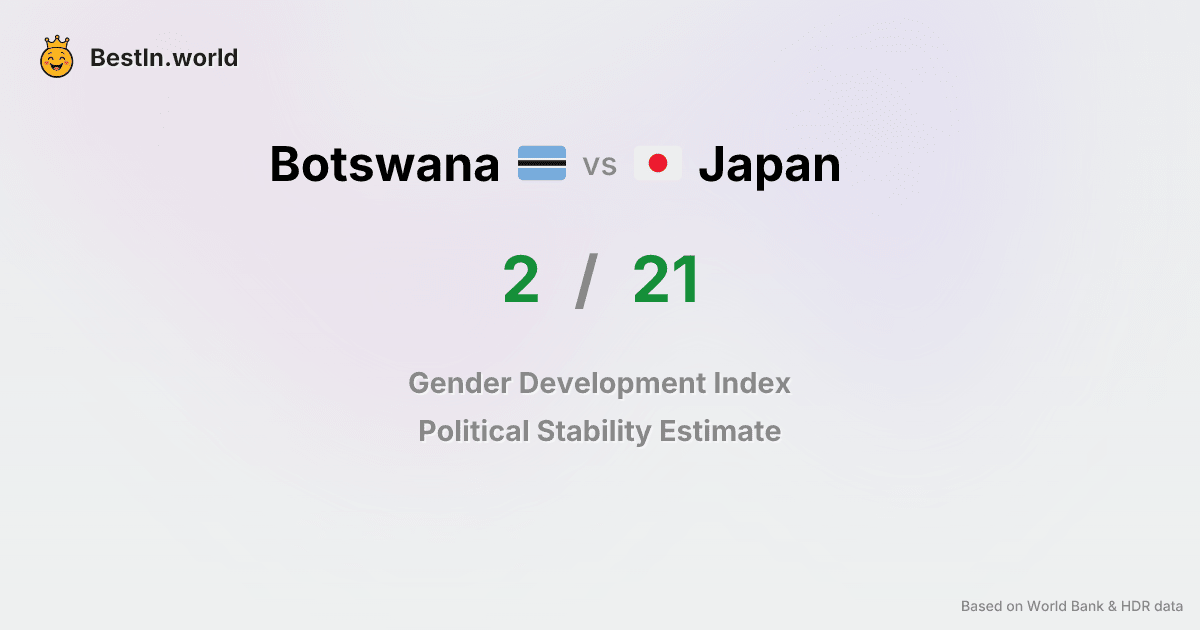 BestIn.world
Botswana vs Japan
2 / 21
Gender Development Index
Political Stability Estimate
Based on World Bank & HDR data